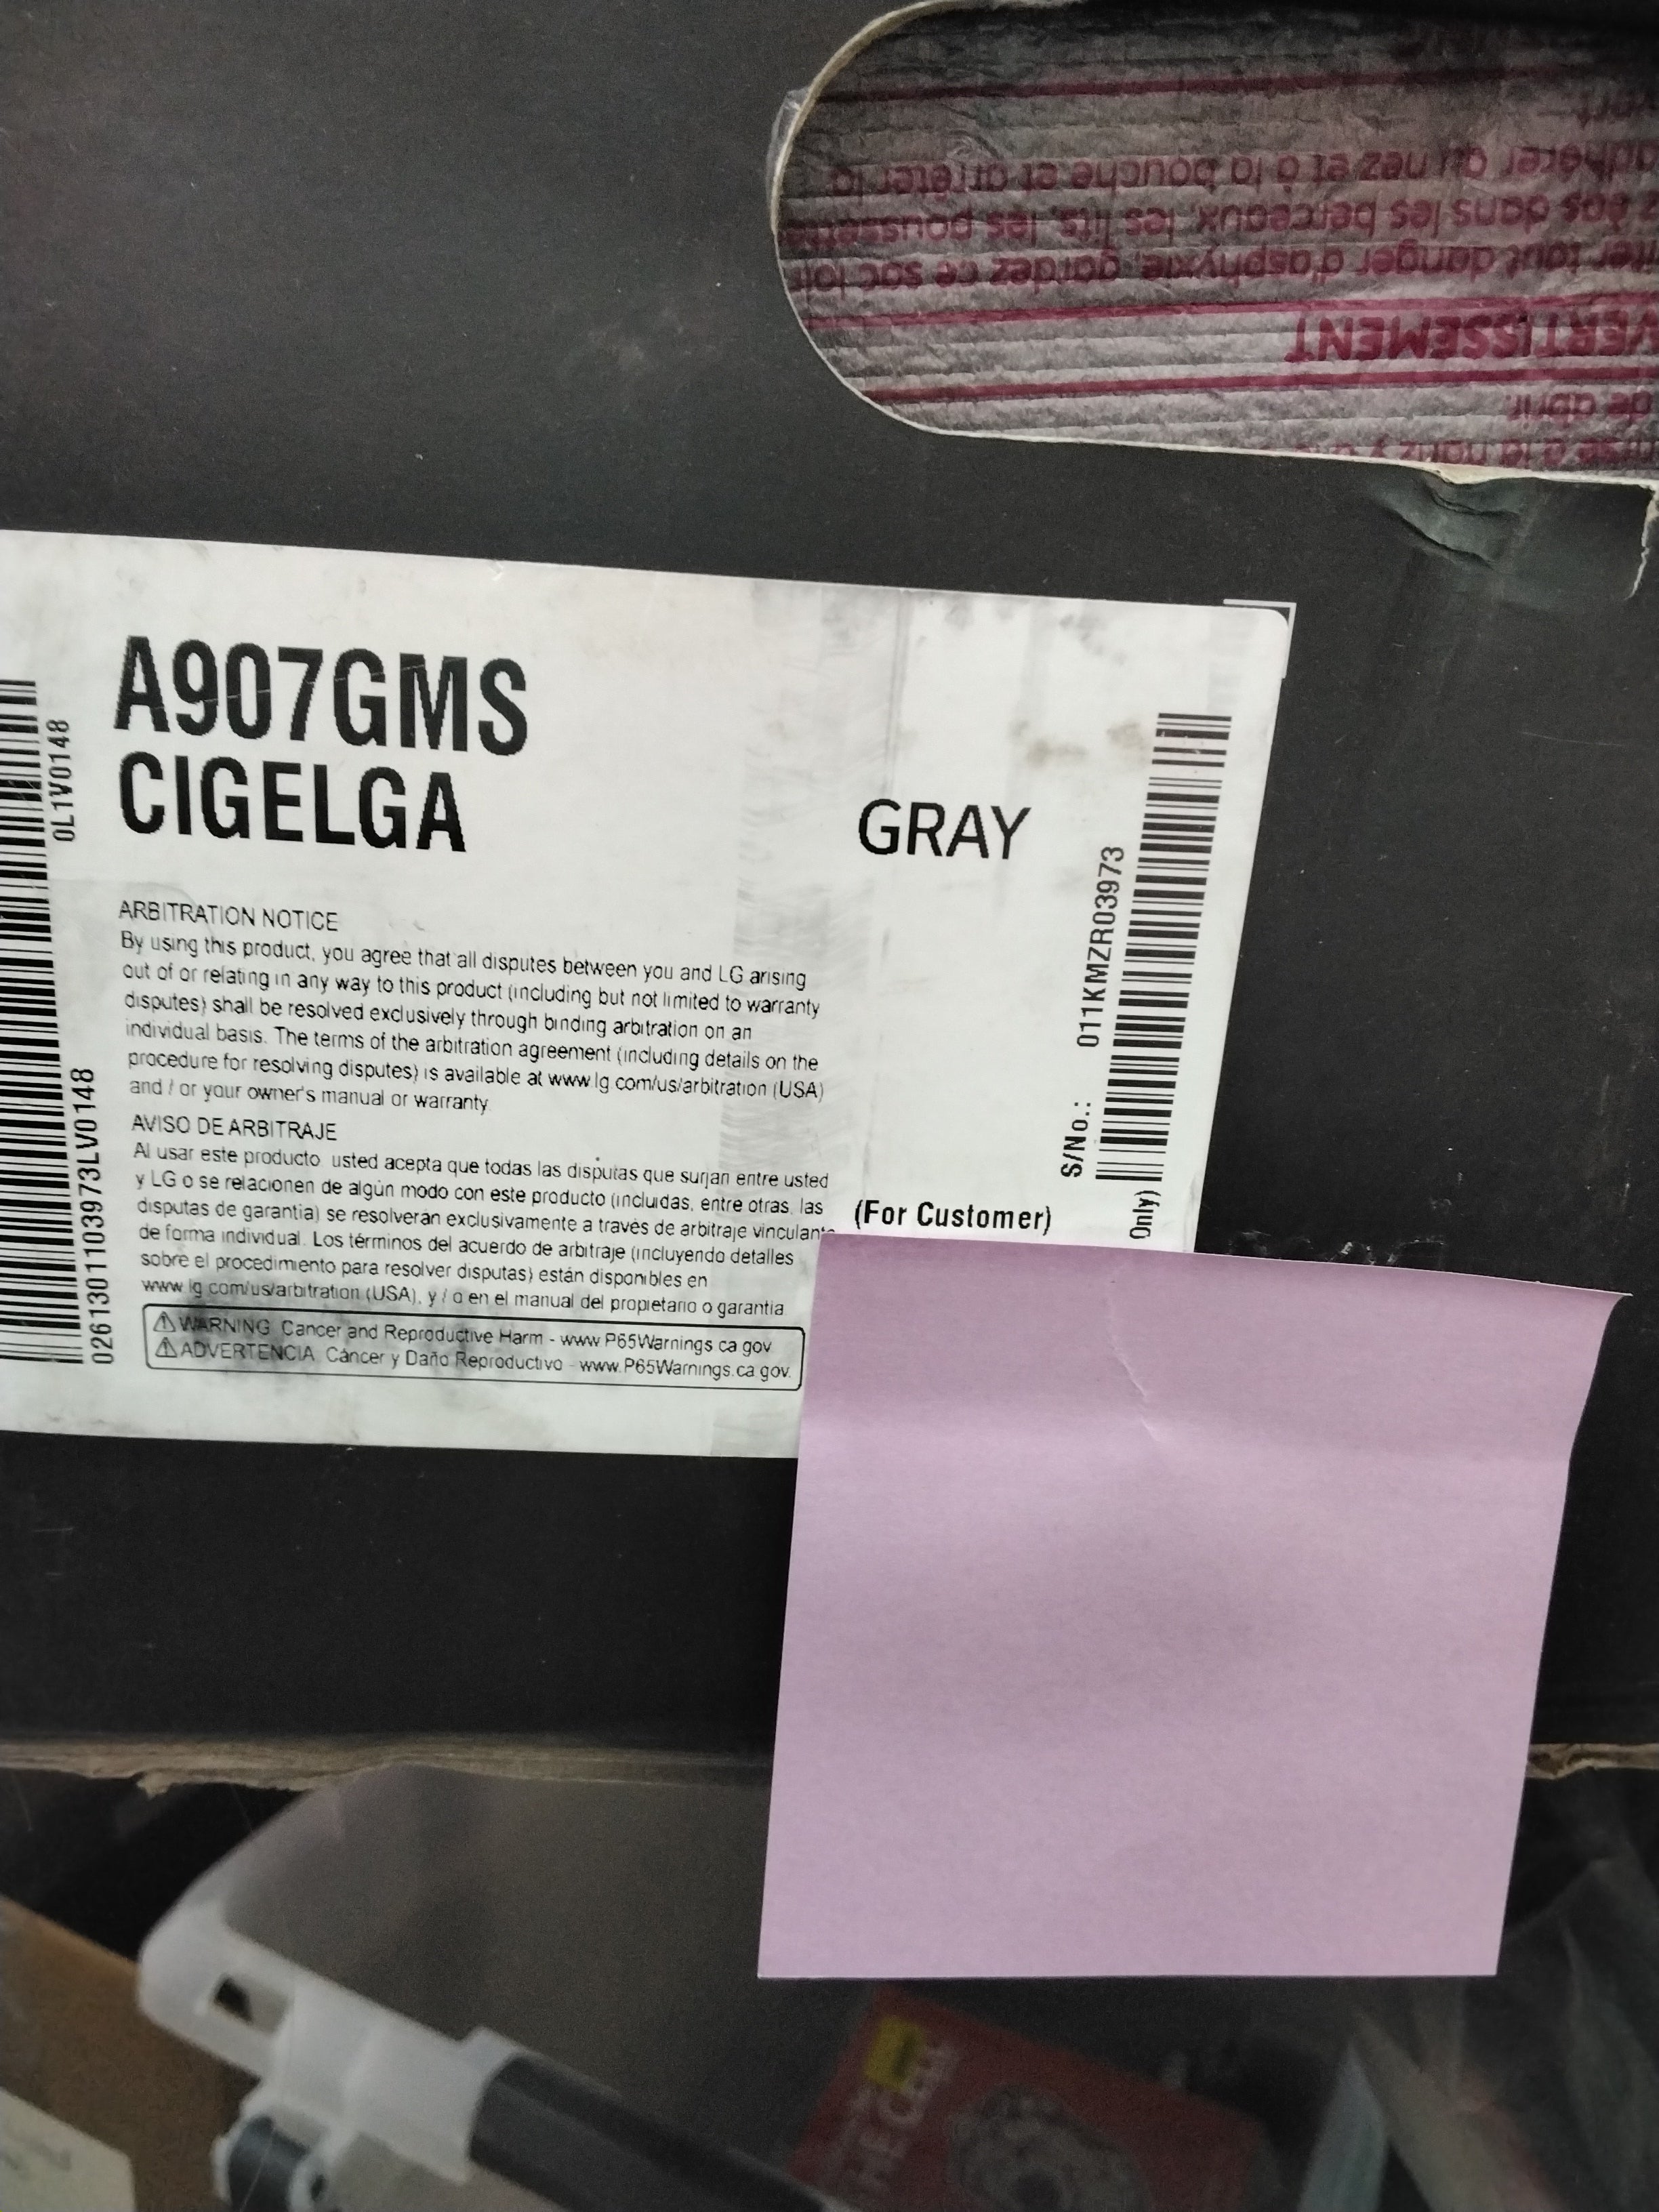 adhérer au nez et à la bouche et arrêter la
dans les berceaux, les lits, les
tout danger d'asphyxie, gardez ce sac loin
VERTISSEMENT
de abrir.
a la nariz y
A907GMS
CIGELGA
GRAY
0L1V0148
0261301103973LV0148
ARBITRATION NOTICE
By using this product, you agree that all disputes between you and LG arising
out of or relating in any way to this product (including but not limited to warranty
disputes) shall be resolved exclusively through binding arbitration on an
individual basis. The terms of the arbitration agreement (including details on the
procedure for resolving disputes) is available at www.lg.com/us/arbitration (USA)
and / or your owner's manual or warranty.
AVISO DE ARBITRAJE
Al usar este producto, usted acepta que todas las disputas que surjan entre usted
y LG o se relacionen de algún modo con este producto (incluidas, entre otras, las
disputas de garantía) se resolverán exclusivamente a través de arbitraje vinculante
de forma individual. Los términos del acuerdo de arbitraje (incluyendo detalles
sobre el procedimiento para resolver disputas) están disponibles en
www.lg.com/us/arbitration (USA), y / o en el manual del propietario o garantía.
⚠WARNING: Cancer and Reproductive Harm - www.P65Warnings.ca.gov.
⚠ADVERTENCIA: Cáncer y Daño Reproductivo - www.P65Warnings.ca.gov.
S/No.: 011KMZR03973
(For Customer)
Only)